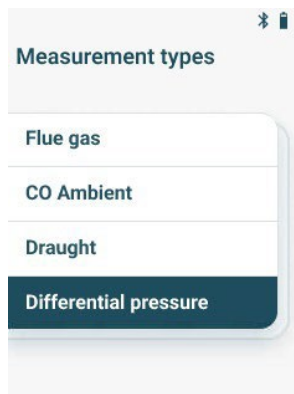 Measurement types
Flue gas
CO Ambient
Draught
Differential pressure